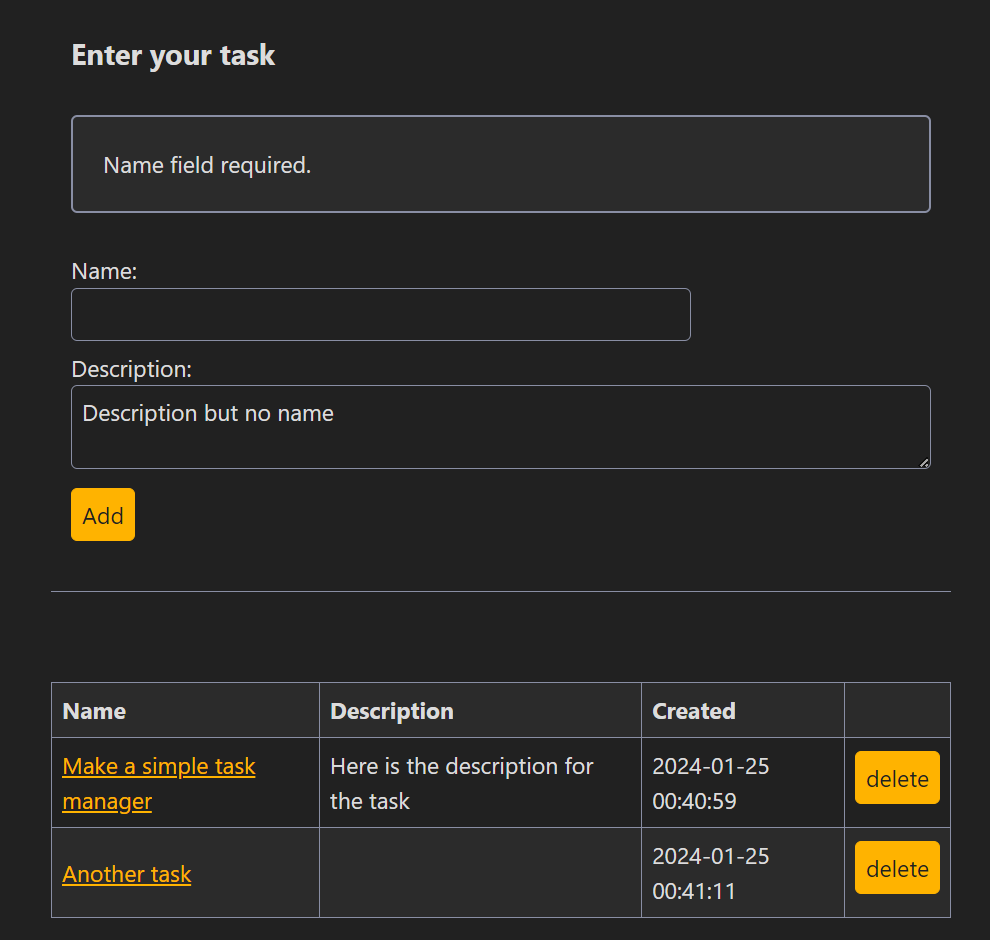 Enter your task
Name field required.
Name:
Description:
Description but no name
Add
Name Description Created
Make a simple task manager
Here is the description for the task
2024-01-25 00:40:59
delete
Another task
2024-01-25 00:41:11
delete